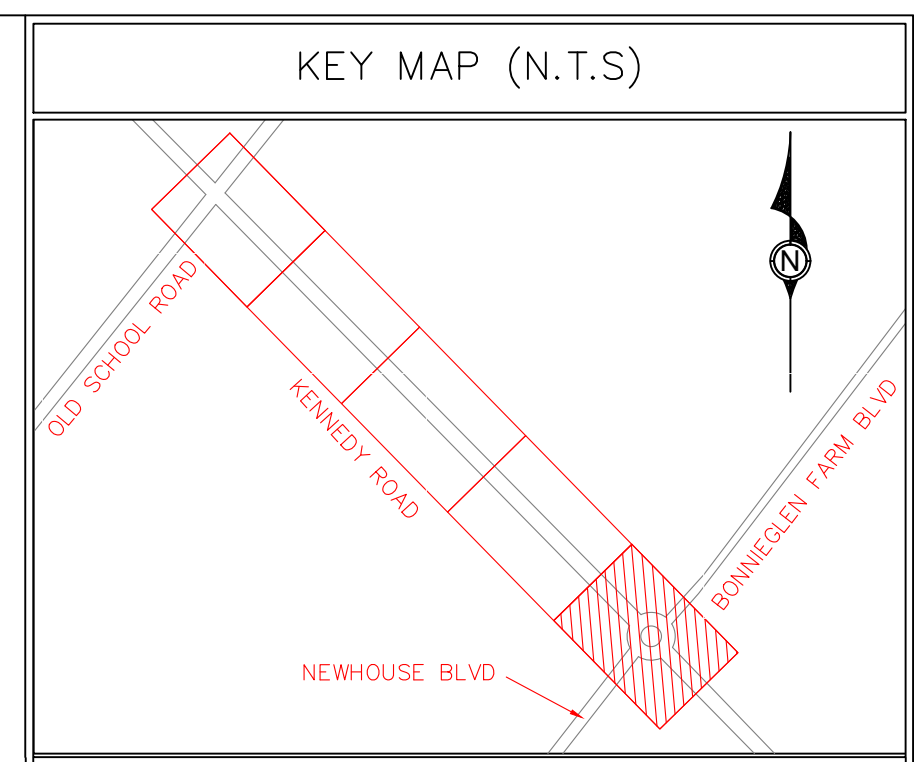 KEY MAP (N.T.S)
N
OLD SCHOOL ROAD
KENNEDY ROAD
BONNIEGLEN FARM BLVD
NEWHOUSE BLVD